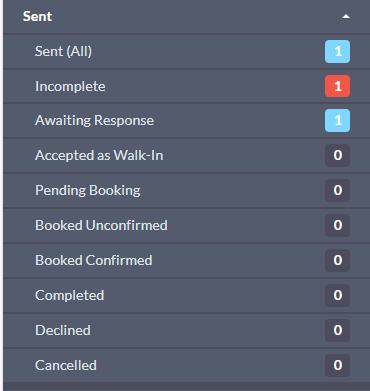 Sent
Sent (All) 1
Incomplete 1
Awaiting Response 1
Accepted as Walk-In 0
Pending Booking 0
Booked Unconfirmed 0
Booked Confirmed 0
Completed 0
Declined 0
Cancelled 0